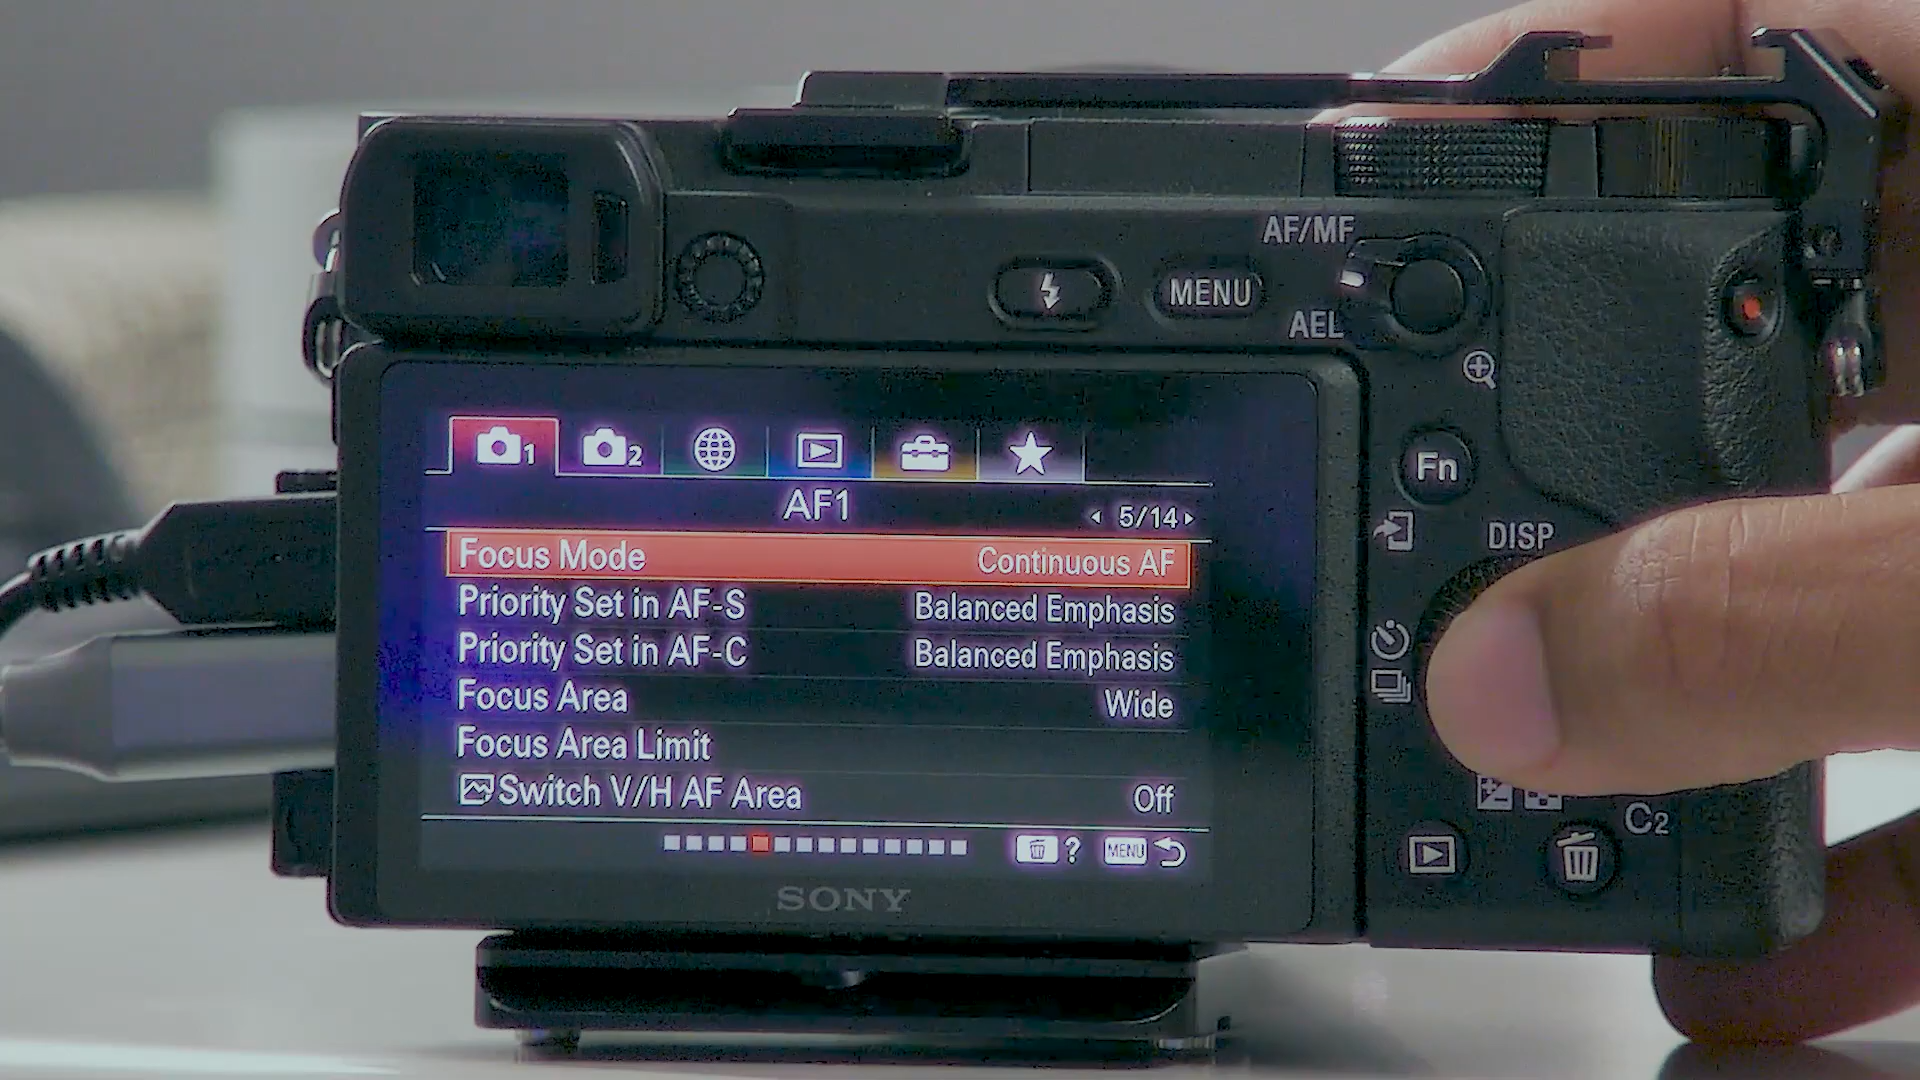 AF/MF
MENU
AEL
Fn
DISP
1
2
AF1
5/14
Focus Mode Continuous AF
Priority Set in AF-S Balanced Emphasis
Priority Set in AF-C Balanced Emphasis
Focus Area Wide
Focus Area Limit
Switch V/H AF Area Off
? MENU
C2
SONY